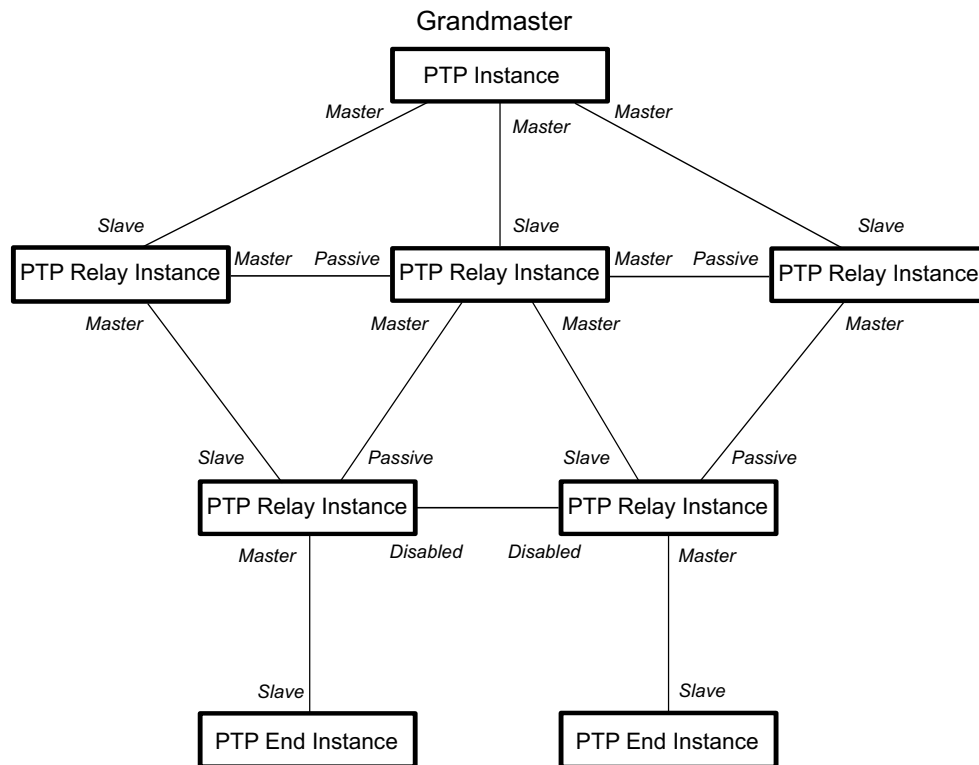 Grandmaster
PTP Instance
Master
Master
Master
Slave
Slave
Slave
PTP Relay Instance
Master
Passive
PTP Relay Instance
Master
Passive
PTP Relay Instance
Master
Master
Master
Master
Slave
Passive
Slave
Passive
PTP Relay Instance
PTP Relay Instance
Master
Disabled
Disabled
Master
Slave
Slave
PTP End Instance
PTP End Instance